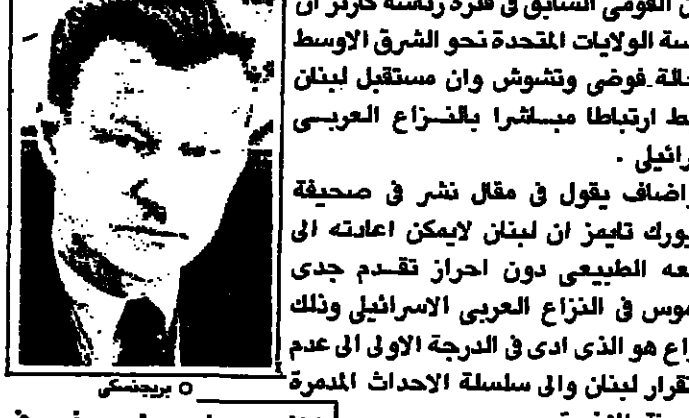 القومى السابق فى فترة رئاسة كارتر ان
سة الولايات المتحدة نحو الشرق الاوسط
فوضى وتشوش وان مستقبل لبنان
ط ارتباطا مباشرا بالنزاع العربى
رائيلى .
اضاف يقول فى مقال نشر فى صحيفة
يورك تايمز ان لبنان لايمكن اعادته الى
عه الطبيعى دون احراز تقدم جدى
موس فى النزاع العربى الاسرائيلى وذلك
زاع هو الذى ادى فى الدرجة الاولى الى عدم
تقرار لبنان والى سلسلة الاحداث المدمرة
○ بريجنسكى